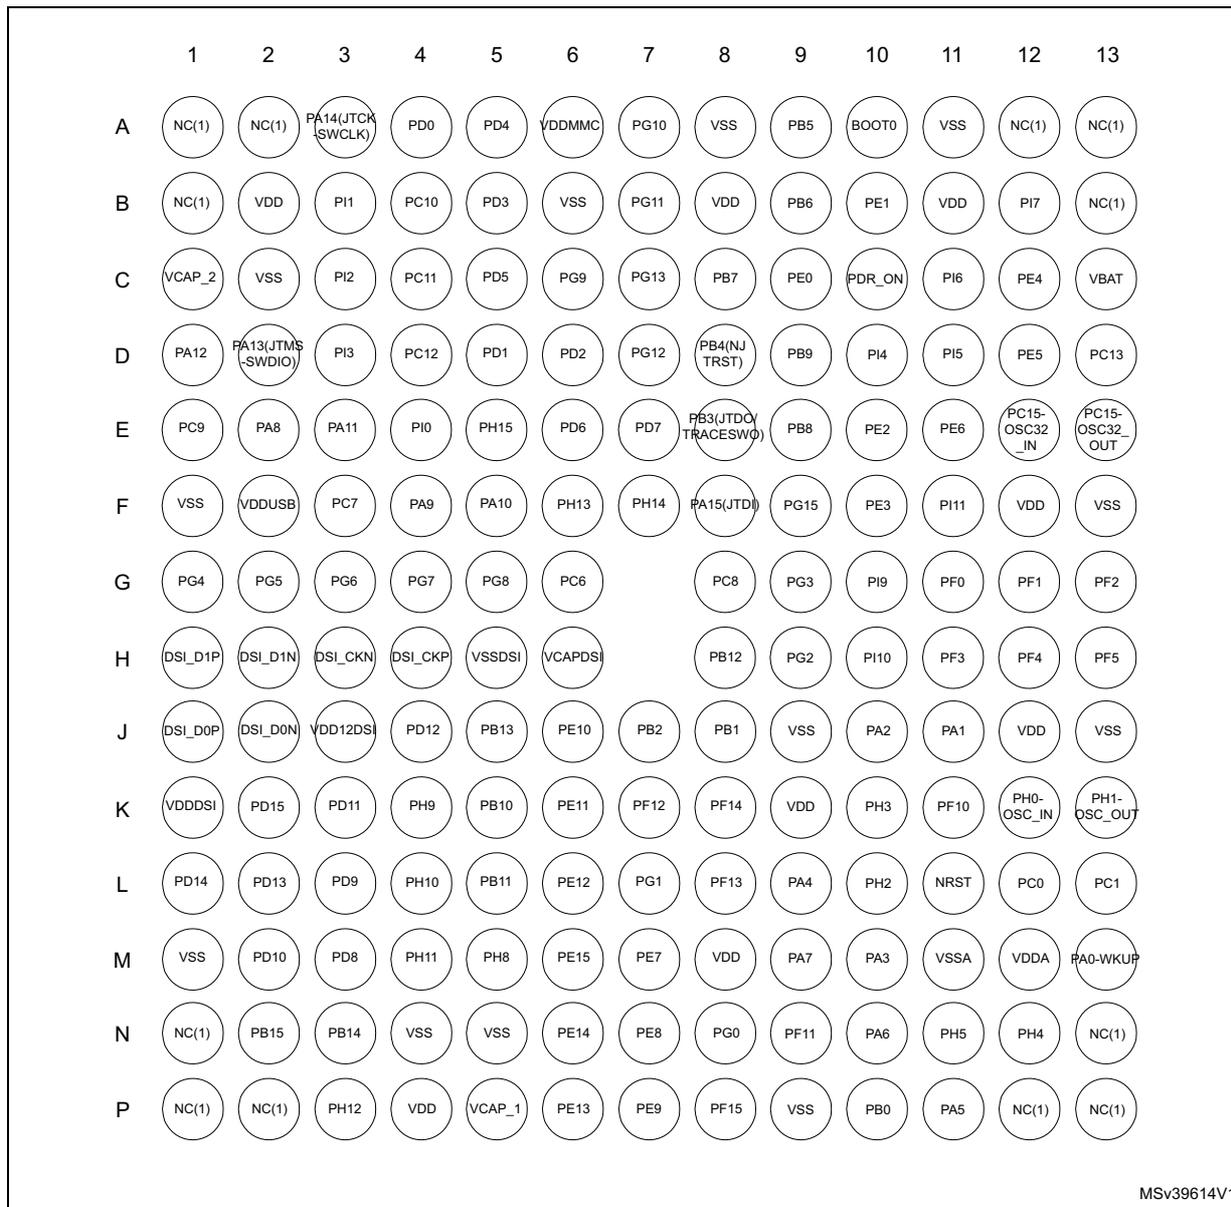 1 2 3 4 5 6 7 8 9 10 11 12 13
A NC(1) NC(1) PA14(JTCK-SWCLK) PD0 PD4 VDDMMC PG10 VSS PB5 BOOT0 VSS NC(1) NC(1)
B NC(1) VDD PI1 PC10 PD3 VSS PG11 VDD PB6 PE1 VDD PI7 NC(1)
C VCAP_2 VSS PI2 PC11 PD5 PG9 PG13 PB7 PE0 PDR_ON PI6 PE4 VBAT
D PA12 PA13(JTMS-SWDIO) PI3 PC12 PD1 PD2 PG12 PB4(NJTRST) PB9 PI4 PI5 PE5 PC13
E PC9 PA8 PA11 PI0 PH15 PD6 PD7 PB3(JTDO/TRACESWO) PB8 PE2 PE6 PC15-OSC32_IN PC15-OSC32_OUT
F VSS VDDUSB PC7 PA9 PA10 PH13 PH14 PA15(JTDI) PG15 PE3 PI11 VDD VSS
G PG4 PG5 PG6 PG7 PG8 PC6 PC8 PG3 PI9 PF0 PF1 PF2
H DSI_D1P DSI_D1N DSI_CKN DSI_CKP VSSDSI VCAPDSI PB12 PG2 PI10 PF3 PF4 PF5
J DSI_D0P DSI_D0N VDD12DSI PD12 PB13 PE10 PB2 PB1 VSS PA2 PA1 VDD VSS
K VDDDSI PD15 PD11 PH9 PB10 PE11 PF12 PF14 VDD PH3 PF10 PH0-OSC_IN PH1-OSC_OUT
L PD14 PD13 PD9 PH10 PB11 PE12 PG1 PF13 PA4 PH2 NRST PC0 PC1
M VSS PD10 PD8 PH11 PH8 PE15 PE7 VDD PA7 PA3 VSSA VDDA PA0-WKUP
N NC(1) PB15 PB14 VSS VSS PE14 PE8 PG0 PF11 PA6 PH5 PH4 NC(1)
P NC(1) NC(1) PH12 VDD VCAP_1 PE13 PE9 PF15 VSS PB0 PA5 NC(1) NC(1)
MSv39614V1